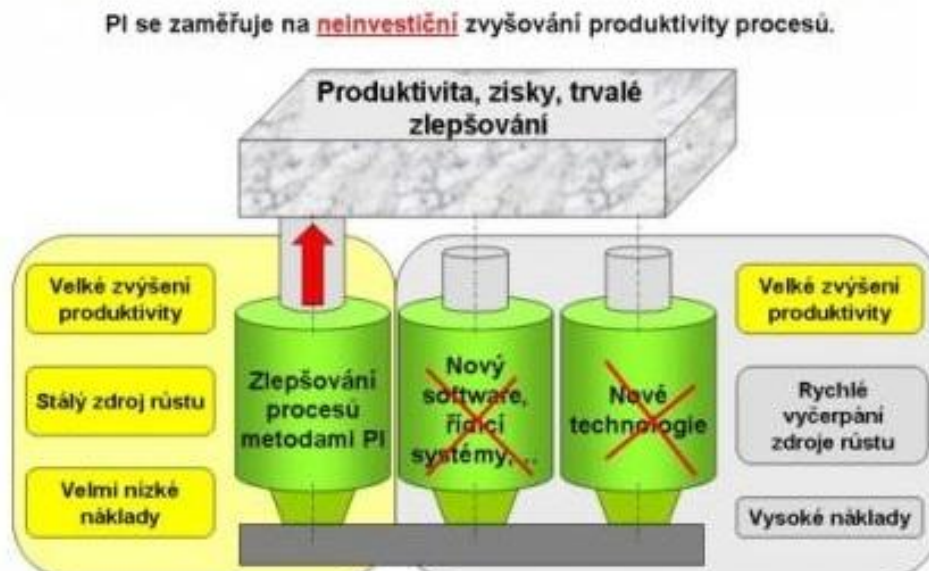 PI se zaměřuje na neinvestiční zvyšování produktivity procesů.
Produktivita, zisky, trvalé
zlepšování
Velké zvýšení
produktivity
Stálý zdroj růstu
Velmi nízké
náklady
Zlepšování
procesů
metodami PI
Nový
software,
řídící
systémy,..
Nové
technologie
Velké zvýšení
produktivity
Rychlé
vyčerpání
zdroje růstu
Vysoké náklady